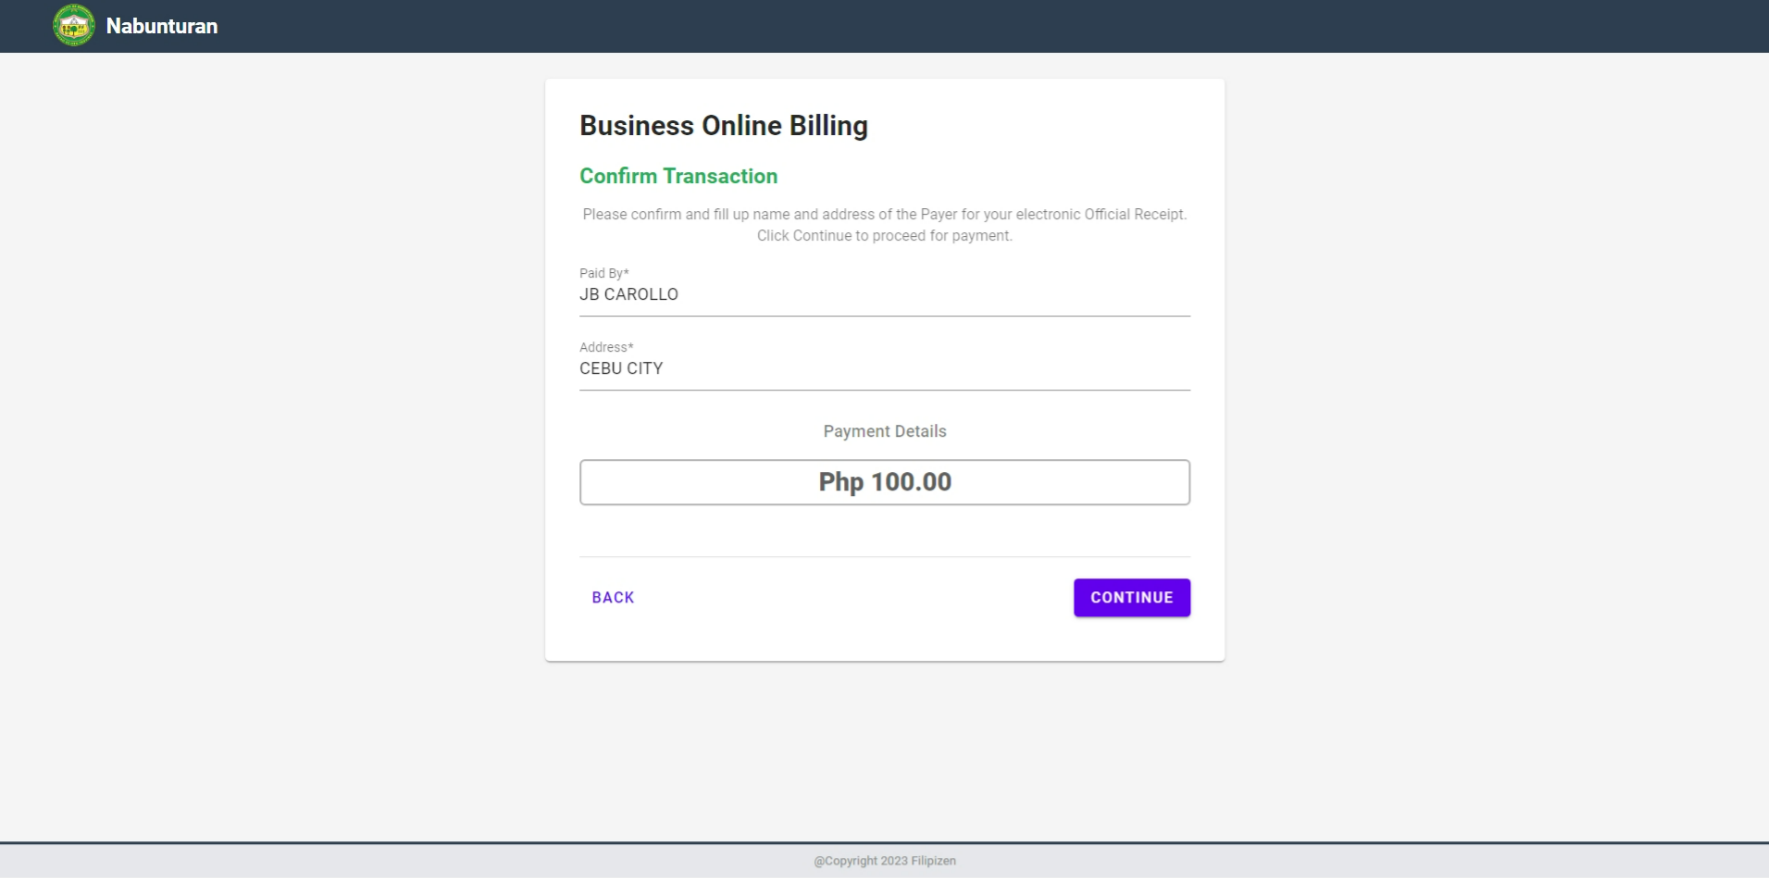 Nabunturan
Business Online Billing
Confirm Transaction
Please confirm and fill up name and address of the Payer for your electronic Official Receipt.
Click Continue to proceed for payment.
Paid By*
JB CAROLLO
Address*
CEBU CITY
Payment Details
Php 100.00
BACK
CONTINUE
@Copyright 2023 Filipizen